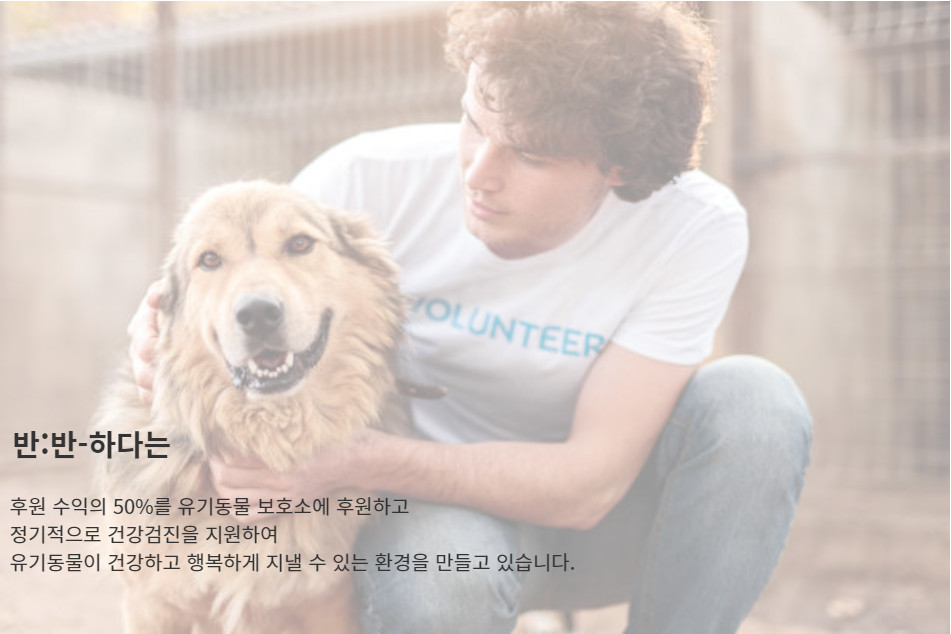 VOLUNTEER
반:반-하다는
후원 수익의 50%를 유기동물 보호소에 후원하고
정기적으로 건강검진을 지원하여
유기동물이 건강하고 행복하게 지낼 수 있는 환경을 만들고 있습니다.